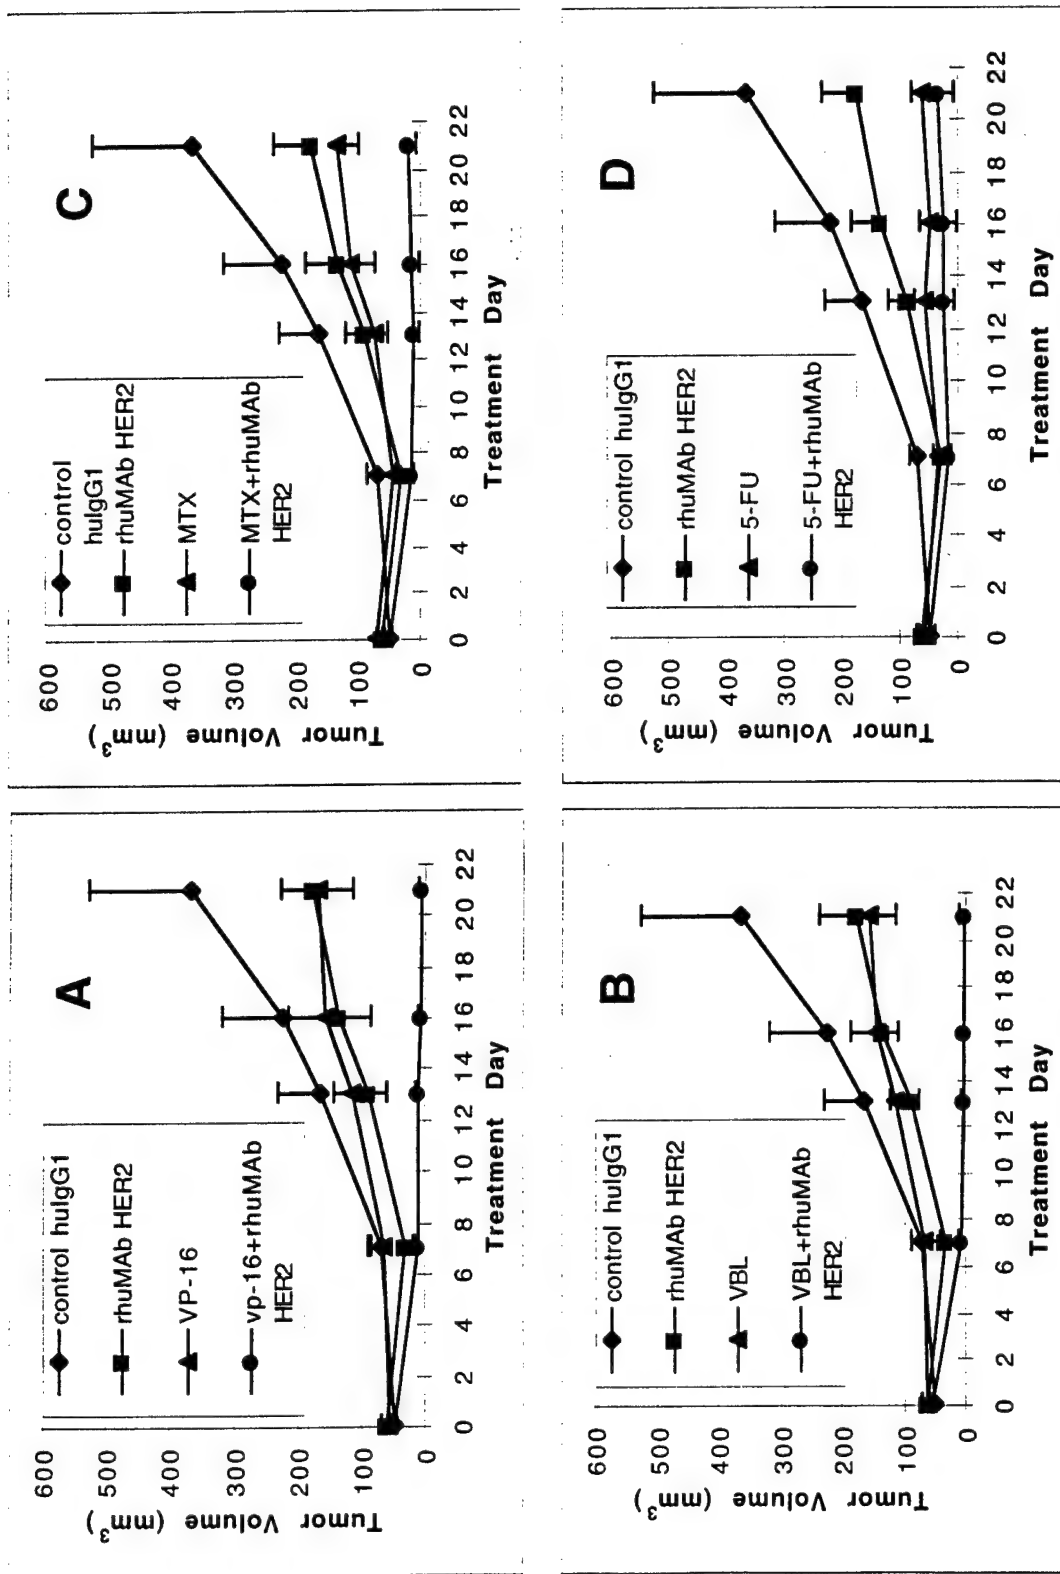 A
600
500
400
300
200
100
0
Tumor Volume (mm³)
control huIgG1
rhuMAb HER2
VP-16
vp-16+rhuMAb
HER2
0 2 4 6 8 10 12 14 16 18 20 22
Treatment Day
C
600
500
400
300
200
100
0
Tumor Volume (mm³)
control
huIgG1
rhuMAb HER2
MTX
MTX+rhuMAb
HER2
0 2 4 6 8 10 12 14 16 18 20 22
Treatment Day
B
600
500
400
300
200
100
0
Tumor Volume (mm³)
control huIgG1
rhuMAb HER2
VBL
VBL+rhuMAb
HER2
0 2 4 6 8 10 12 14 16 18 20 22
Treatment Day
D
600
500
400
300
200
100
0
Tumor Volume (mm³)
control huIgG1
rhuMAb HER2
5-FU
5-FU+rhuMAb
HER2
0 2 4 6 8 10 12 14 16 18 20 22
Treatment Day